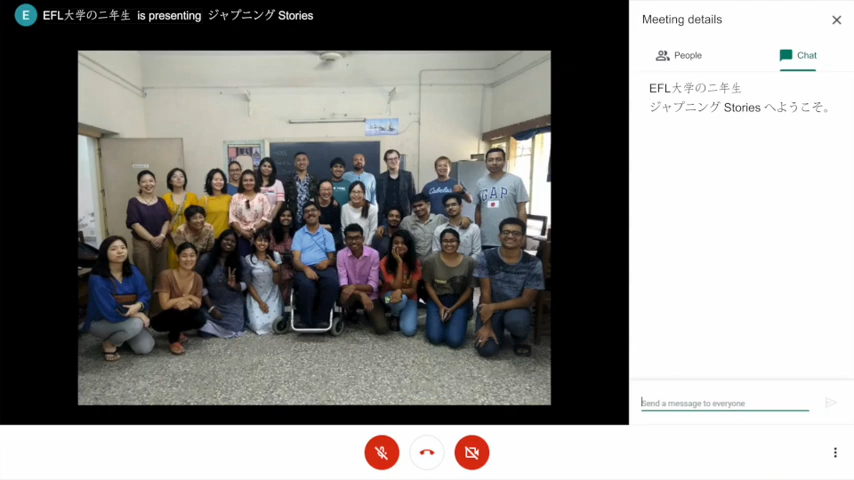 E
EFL大学の二年生 is presenting ジャプニング Stories
GAP
Meeting details
People
Chat
EFL大学の二年生
ジャプニング Stories へようこそ。
Send a message to everyone